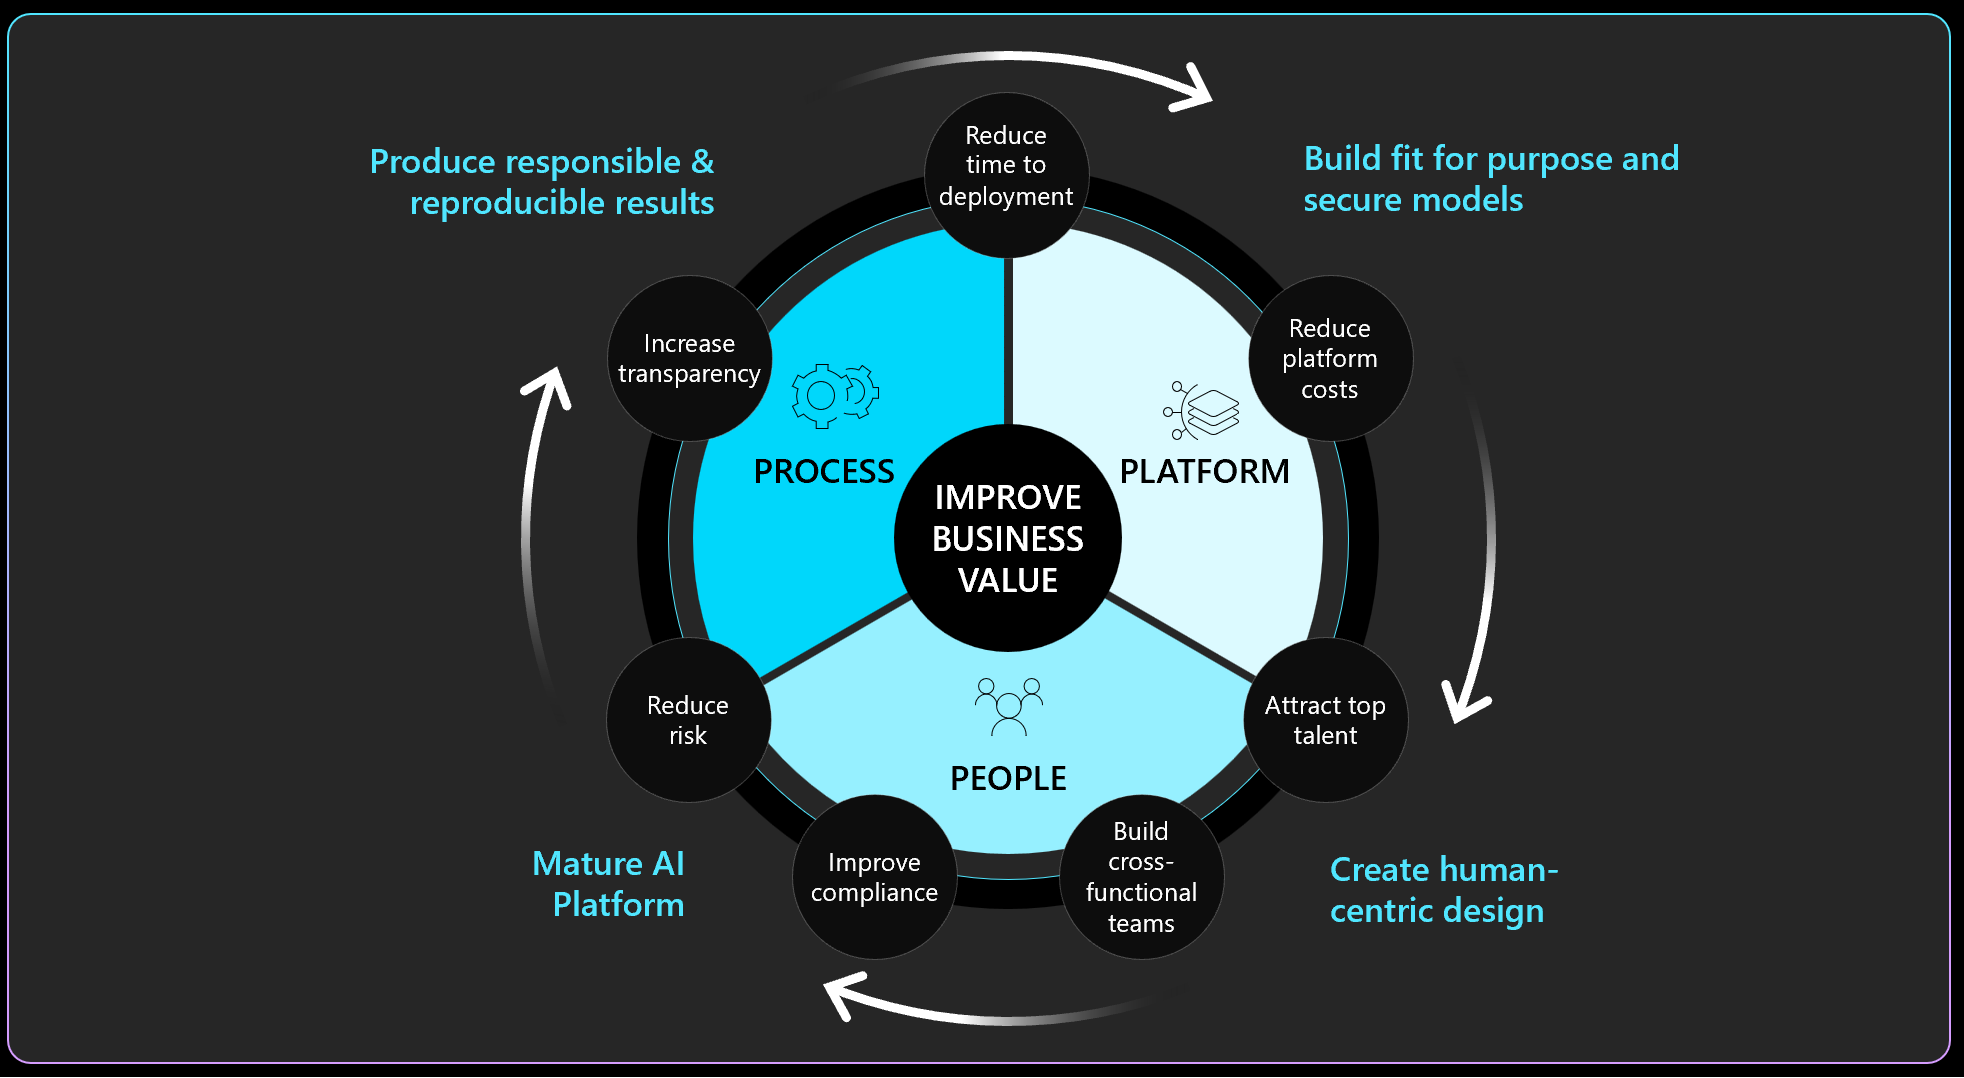 Reduce
time to
deployment
Produce responsible &
reproducible results
Build fit for purpose and
secure models
Increase
transparency
Reduce
platform
costs
PROCESS
PLATFORM
IMPROVE
BUSINESS
VALUE
Reduce
risk
Attract top
talent
PEOPLE
Mature AI
Platform
Improve
compliance
Build
cross-
functional
teams
Create human-
centric design